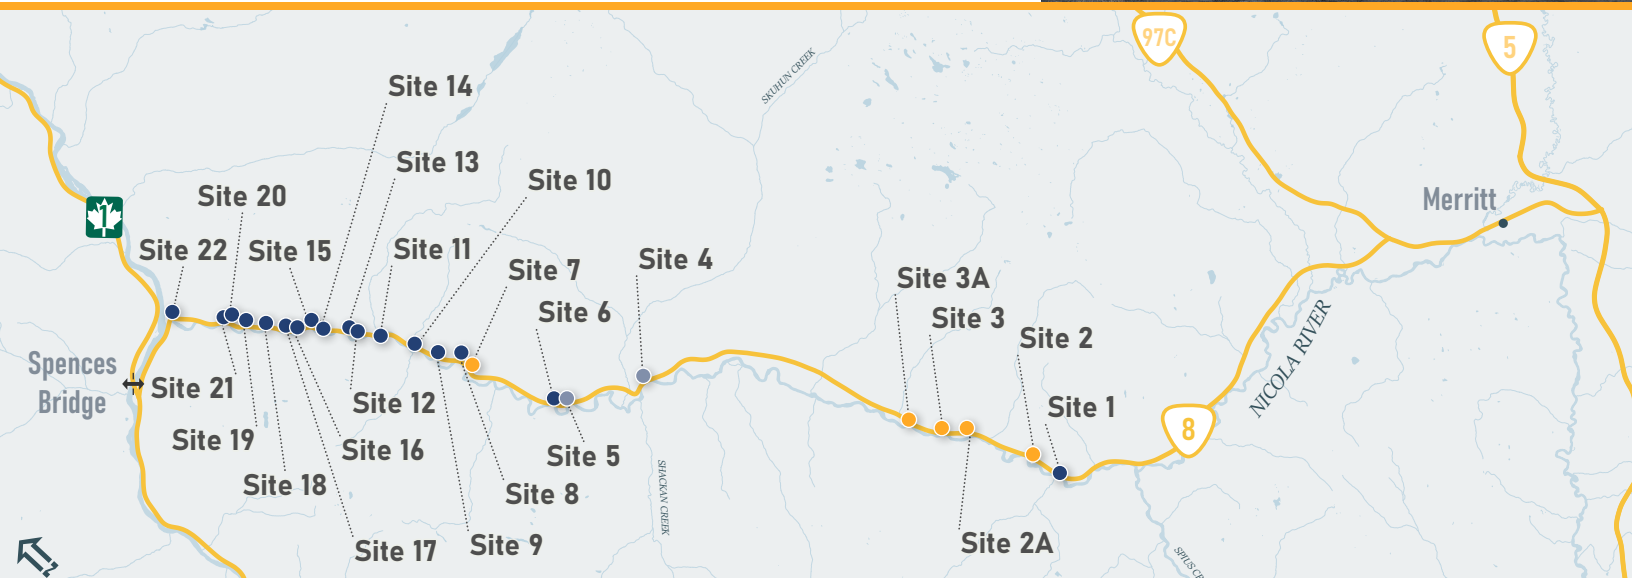 97C
5
SKUHUN CREEK
Site 14
Site 13
Site 10
Site 20
Merritt
1
Site 22
Site 15
Site 11
Site 7
Site 4
Site 3A
Site 6
Site 3
Site 2
NICOLA RIVER
Spences
Bridge
Site 21
Site 12
Site 1
8
Site 19
Site 16
Site 5
Site 18
Site 8
SHACKAN CREEK
Site 17
Site 9
Site 2A
SPIUS CR